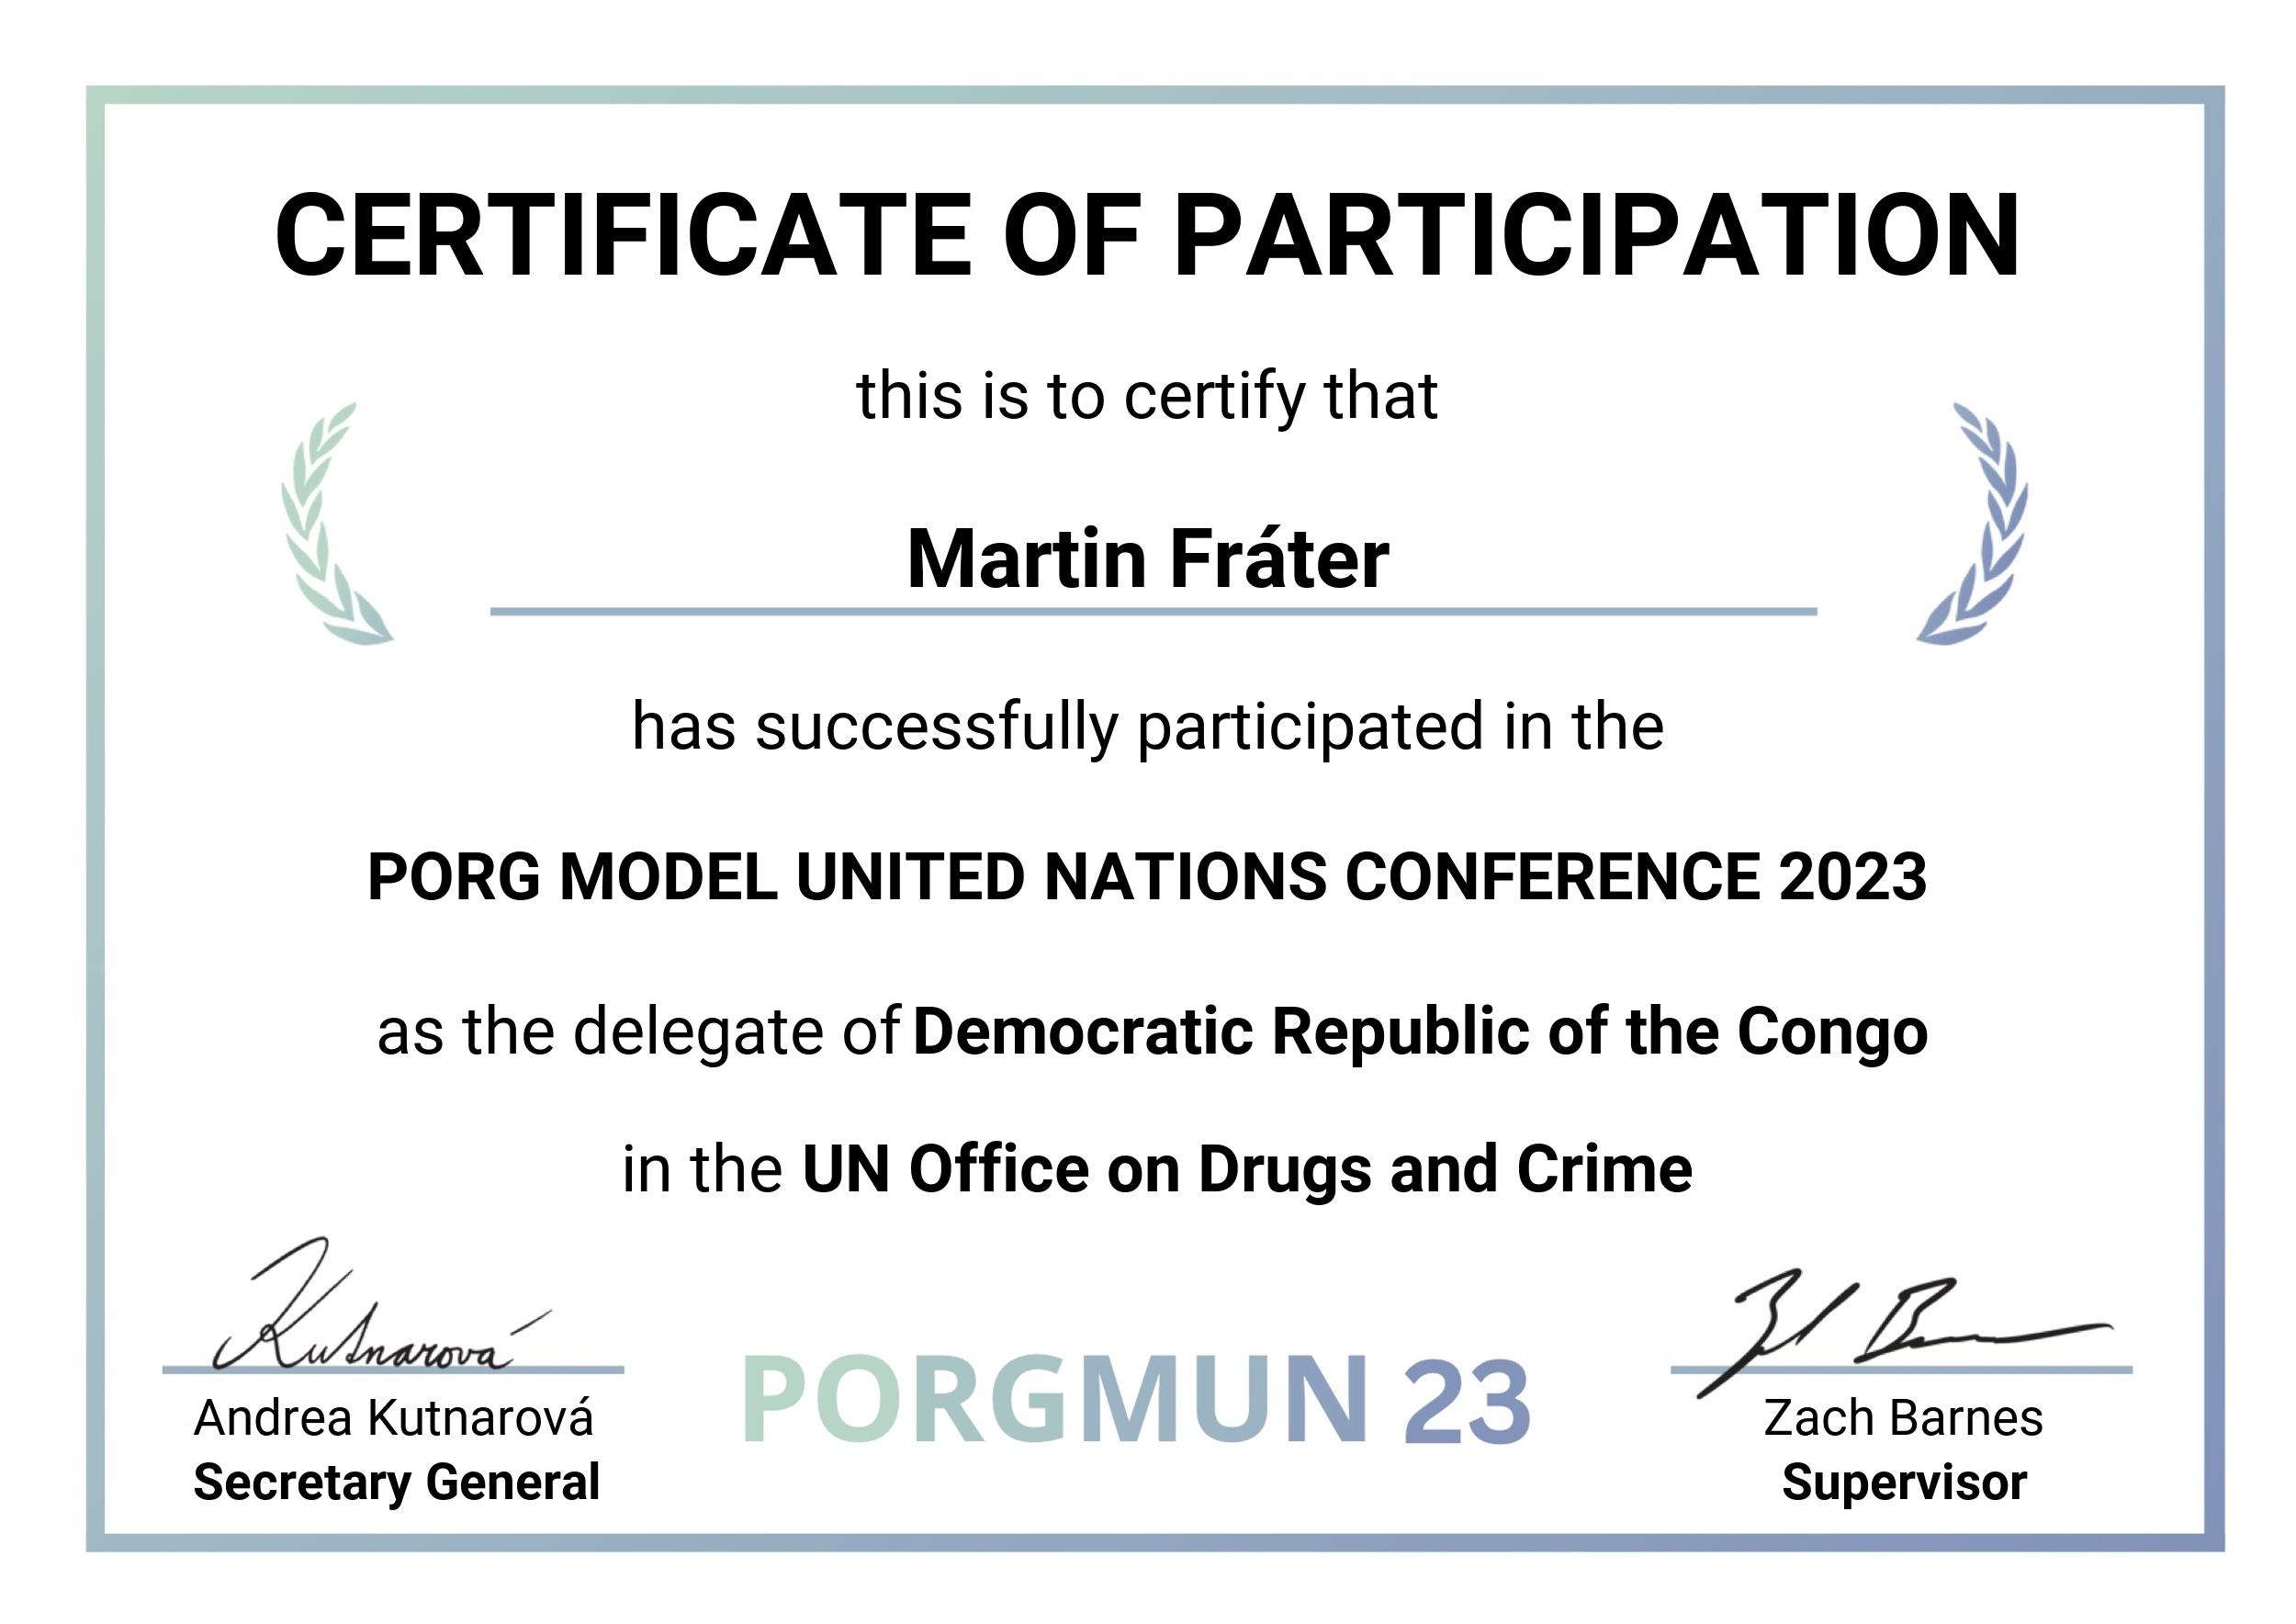 CERTIFICATE OF PARTICIPATION
this is to certify that
Martin Fráter
has successfully participated in the
PORG MODEL UNITED NATIONS CONFERENCE 2023
as the delegate of Democratic Republic of the Congo
in the UN Office on Drugs and Crime
Kutnarová
Andrea Kutnarová
Secretary General
PORGMUN 23
Zach Barnes
Supervisor